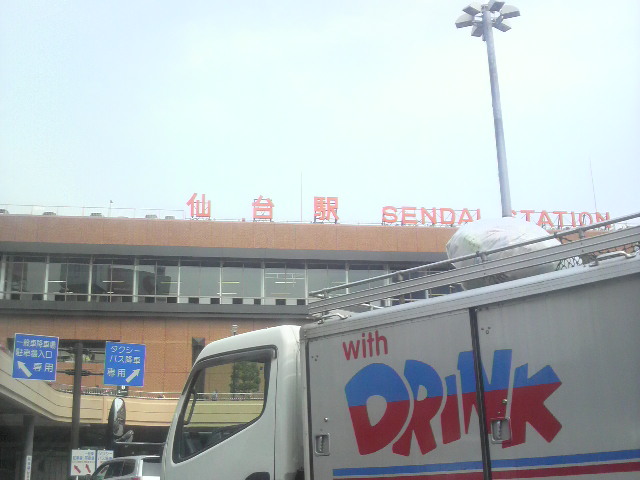 仙台駅 SENDAI STATION
一般車降車場
駐車場入口
専用
タクシー
バス降車
専用
with
DRINK